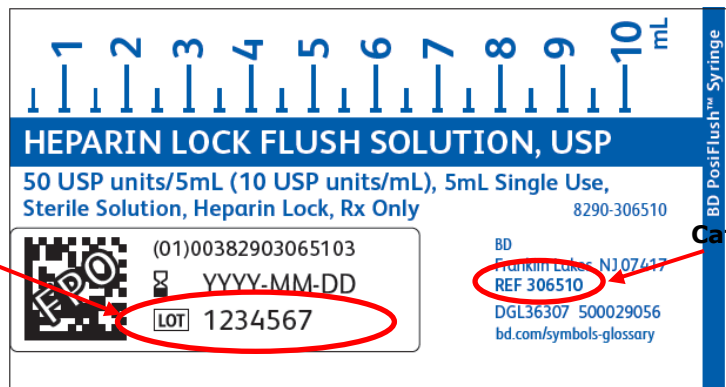 1 2 3 4 5 6 7 8 9 10 mL
HEPARIN LOCK FLUSH SOLUTION, USP
50 USP units/5mL (10 USP units/mL), 5mL Single Use,
Sterile Solution, Heparin Lock, Rx Only
8290-306510
FPO
(01)00382903065103
YYYY-MM-DD
LOT 1234567
BD
Franklin Lakes, NJ 07417
REF 306510
DGL36307 500029056
bd.com/symbols-glossary
BD PosiFlush™ Syringe